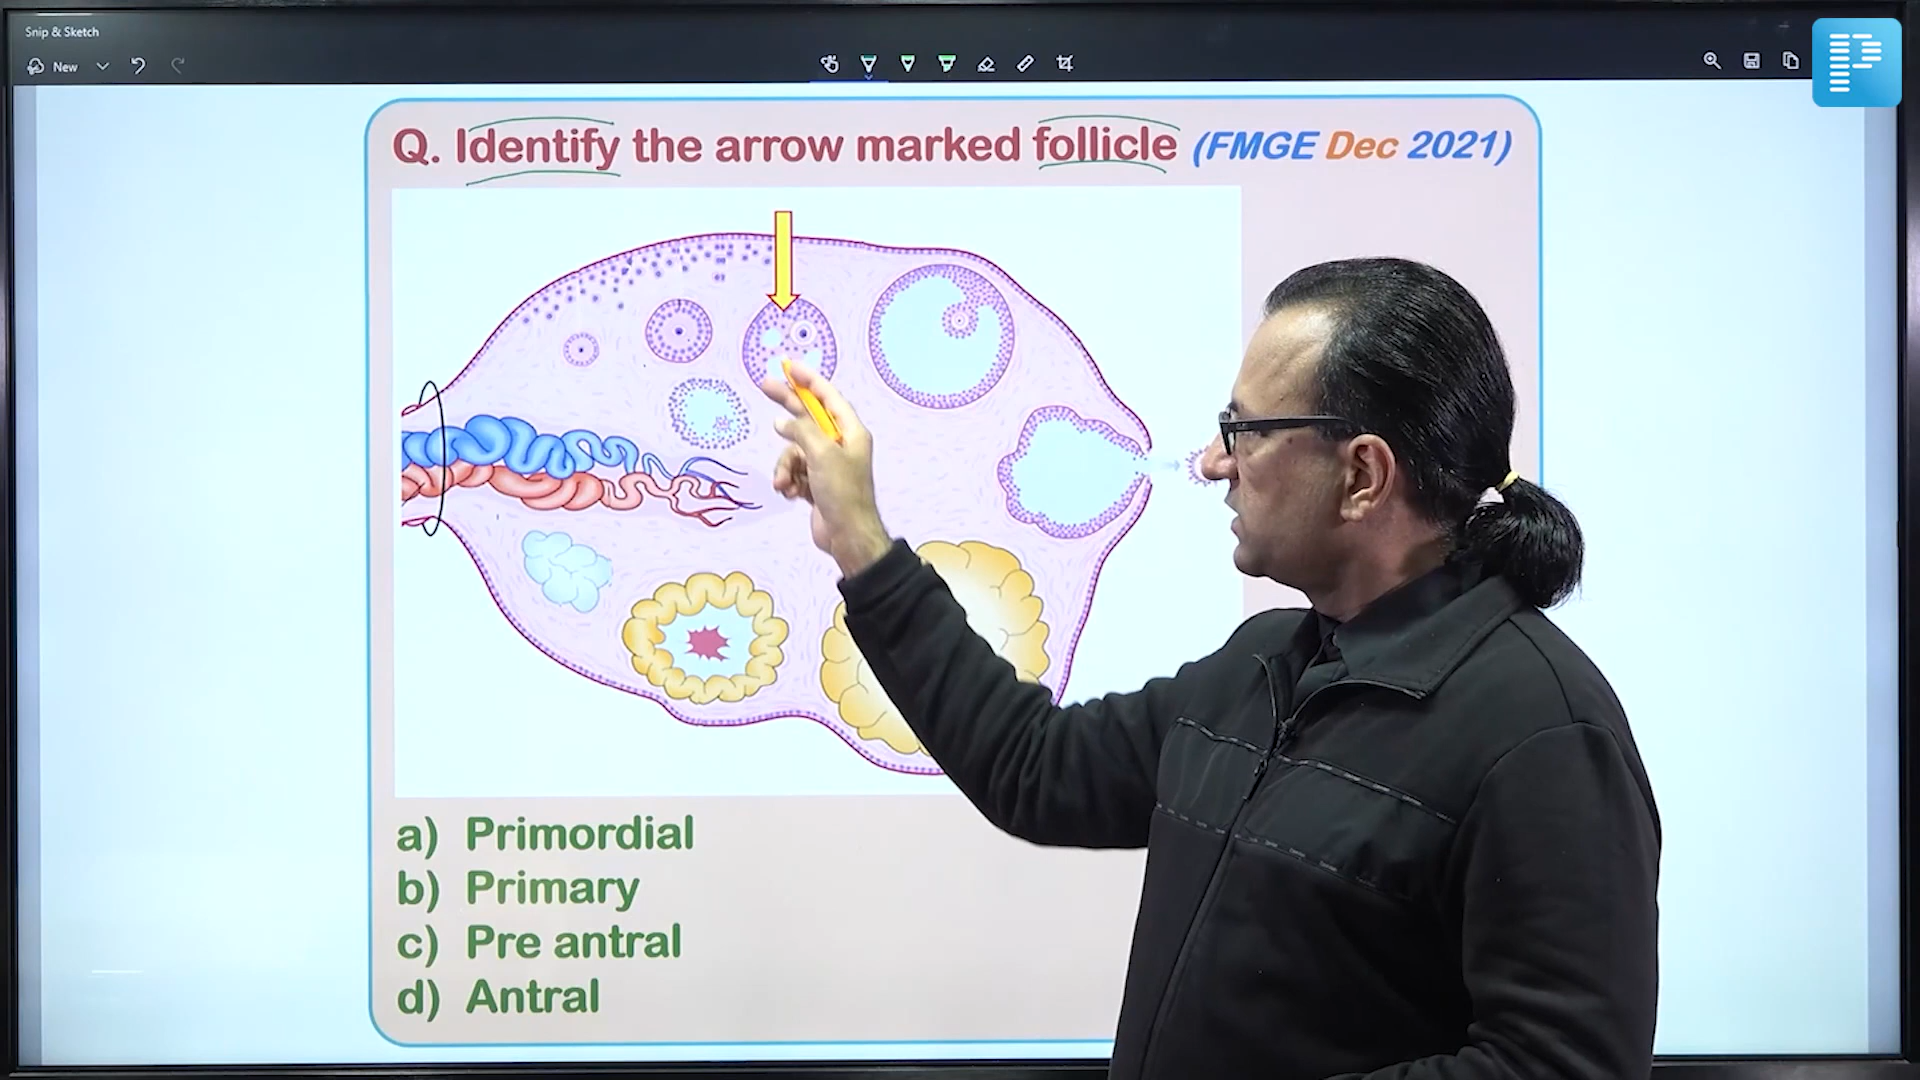 Snip & Sketch
New
Q. Identify the arrow marked follicle (FMGE Dec 2021)
a) Primordial
b) Primary
c) Pre antral
d) Antral